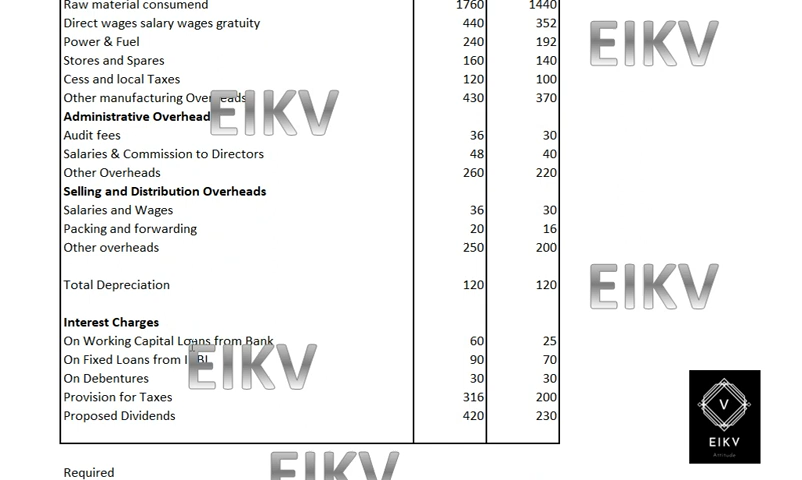 Raw material consumend 1760 1440
Direct wages salary wages gratuity 440 352
Power & Fuel 240 192
Stores and Spares 160 140
Cess and local Taxes 120 100
Other manufacturing Overheads 430 370
Administrative Overhead
Audit fees 36 30
Salaries & Commission to Directors 48 40
Other Overheads 260 220
Selling and Distribution Overheads
Salaries and Wages 36 30
Packing and forwarding 20 16
Other overheads 250 200
Total Depreciation 120 120
Interest Charges
On Working Capital Loans from Bank 60 25
On Fixed Loans from 90 70
On Debentures 30 30
Provision for Taxes 316 200
Proposed Dividends 420 230
Required
EIKV
EIKV
EIKV
EIKV
EIKV
V
EIKV
Attitude